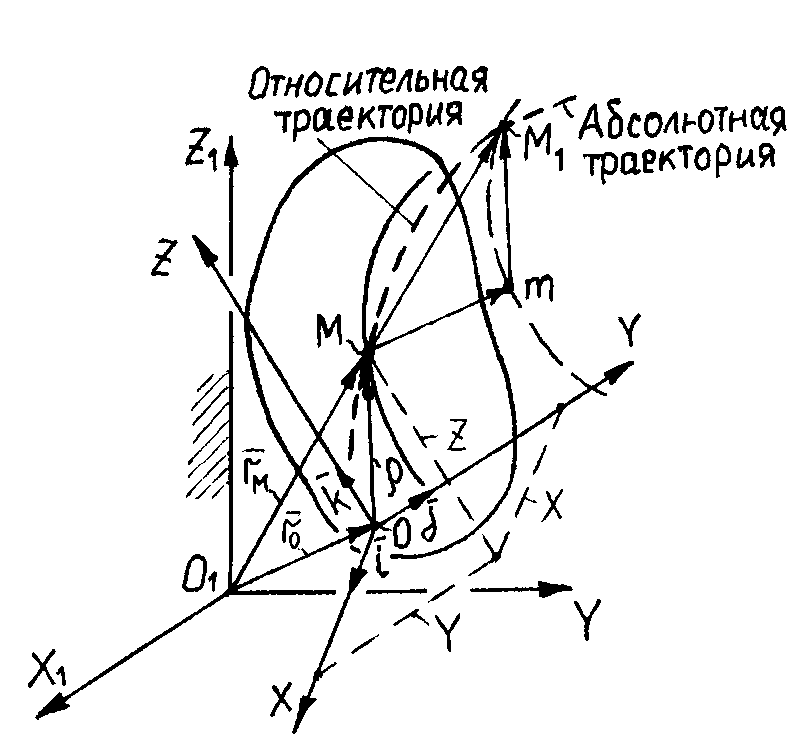 Относительная
траектория
Абсолютная
траектория
Z1
M1
Z
m
M
Y
Z
r̄M
k̄
ρ
X
r̄0
O
j̄
ī
O1
Y
Y
X1
X